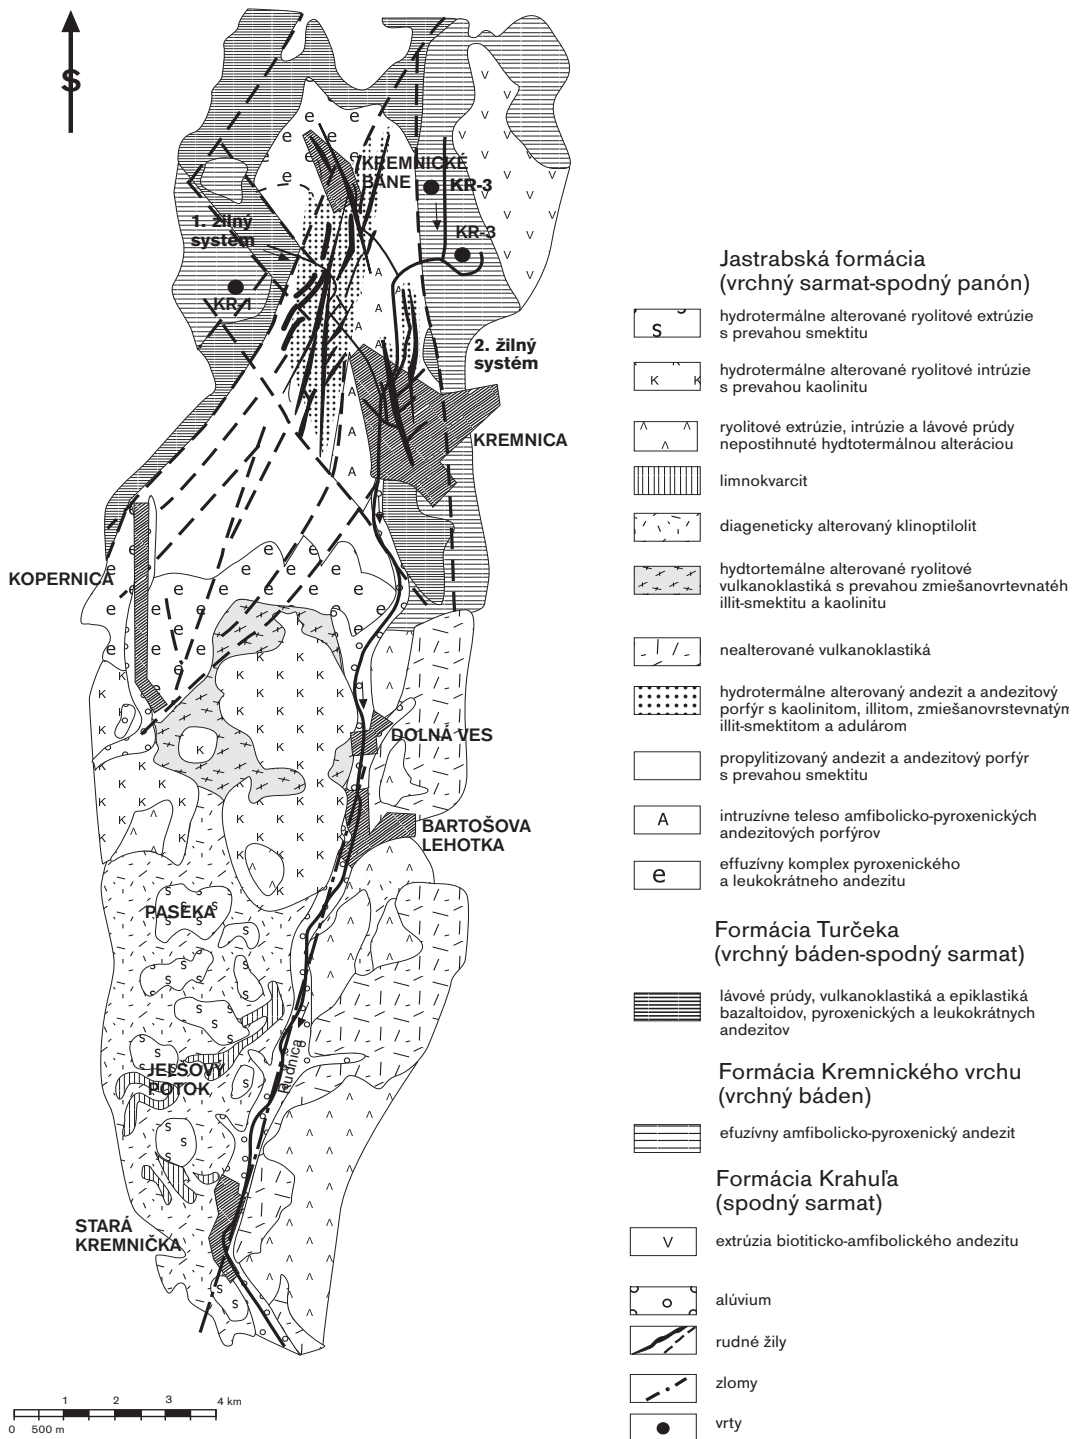 S
KREMNICKÉ
BANE
KR-3
KR-3
1. žilný
systém
KR-1
2. žilný
systém
KREMNICA
KOPERNICA
DOLNÁ VES
BARTOŠOVA
LEHOTKA
PASEKA
JELŠOVÝ
POTOK
Rudnica
STARÁ
KREMNIČKA
1 2 3 4 km
0 500 m
Jastrabská formácia
(vrchný sarmat-spodný panón)
hydrotermálne alterované ryolitové extrúzie
s prevahou smektitu
hydrotermálne alterované ryolitové intrúzie
s prevahou kaolinitu
ryolitové extrúzie, intrúzie a lávové prúdy
nepostihnuté hydtotermálnou alteráciou
limnokvarcit
diageneticky alterovaný klinoptilolit
hydtortemálne alterované ryolitové
vulkanoklastiká s prevahou zmiešanovrtevnatéh
illit-smektitu a kaolinitu
nealterované vulkanoklastiká
hydrotermálne alterovaný andezit a andezitový
porfýr s kaolinitom, illitom, zmiešanovrstevnatým
illit-smektitom a adulárom
propylitizovaný andezit a andezitový porfýr
s prevahou smektitu
A intruzívne teleso amfibolicko-pyroxenických
andezitových porfýrov
e effuzívny komplex pyroxenického
a leukokrátneho andezitu
Formácia Turčeka
(vrchný báden-spodný sarmat)
lávové prúdy, vulkanoklastiká a epiklastiká
bazaltoidov, pyroxenických a leukokrátnych
andezitov
Formácia Kremnického vrchu
(vrchný báden)
efuzívny amfibolicko-pyroxenický andezit
Formácia Krahuľa
(spodný sarmat)
v extrúzia biotiticko-amfibolického andezitu
alúvium
rudné žily
zlomy
vrty